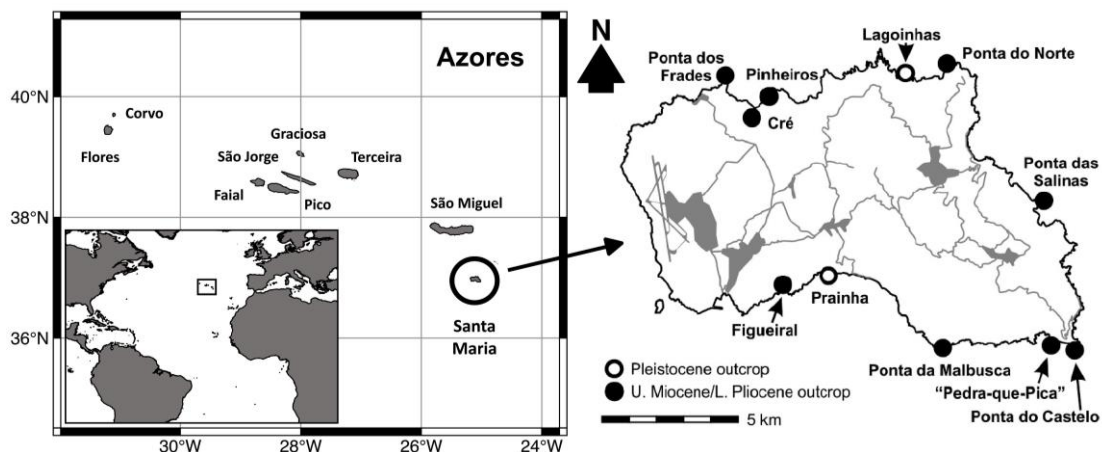 Azores
40°N
38°N
36°N
30°W
28°W
26°W
24°W
Corvo
Flores
Graciosa
São Jorge
Terceira
Faial
Pico
São Miguel
Santa
Maria
N
Lagoinhas
Ponta do Norte
Ponta dos
Frades
Pinheiros
Cré
Ponta das
Salinas
Prainha
Figueiral
Ponta da Malbusca
"Pedra-que-Pica"
Ponta do Castelo
Pleistocene outcrop
U. Miocene/L. Pliocene outcrop
5 km